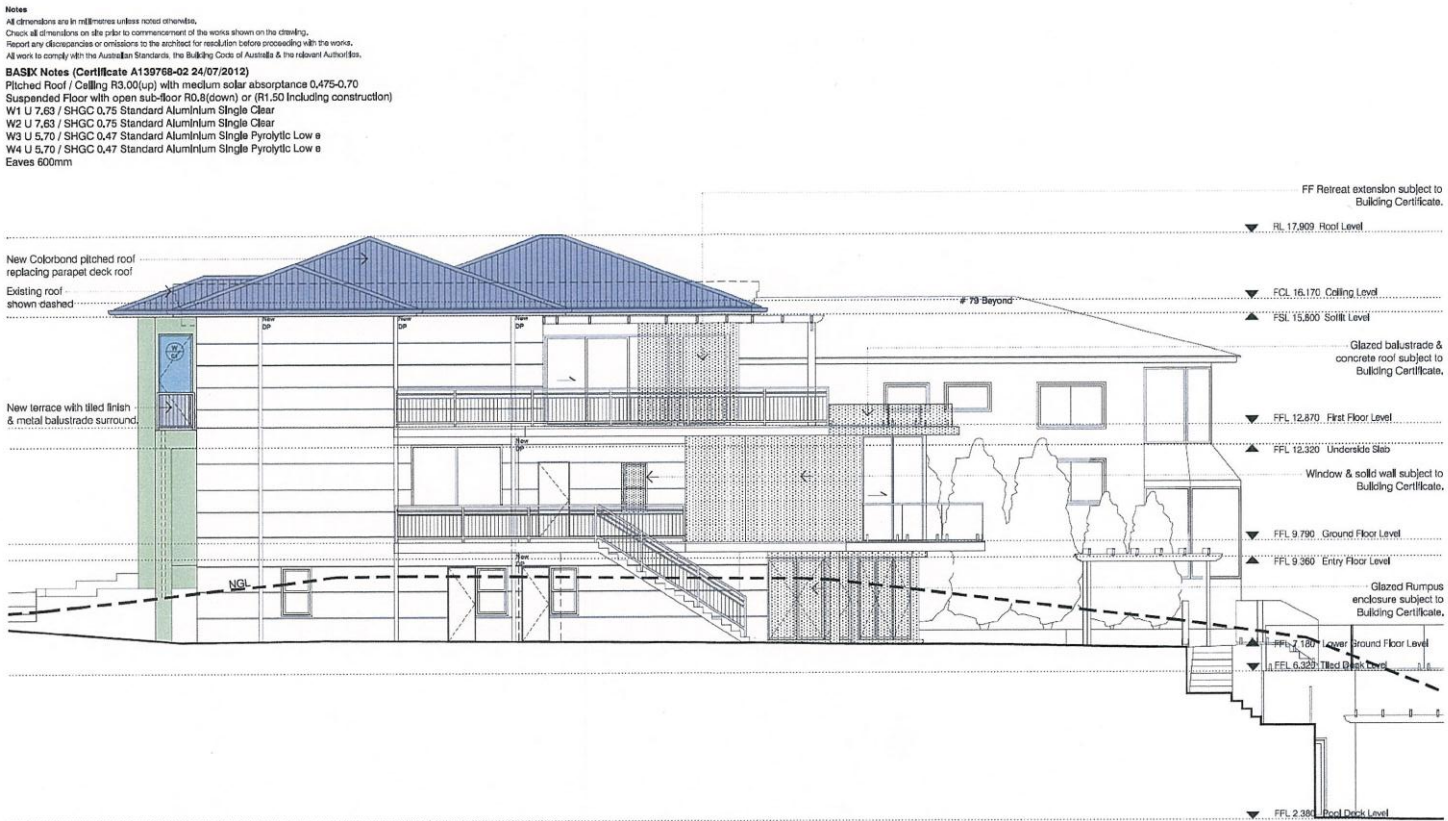 Notes
All dimensions are in millimetres unless noted otherwise.
Check all dimensions on site prior to commencement of the works shown on the drawing.
Report any discrepancies or omissions to the architect for resolution before proceeding with the works.
All work to comply with the Australian Standards, the Building Code of Australia & the relevant Authorities.
BASIX Notes (Certificate A139768-02 24/07/2012)
Pitched Roof / Ceiling R3.00(up) with medium solar absorptance 0.475-0.70
Suspended Floor with open sub-floor R0.8(down) or (R1.50 including construction)
W1 U 7.63 / SHGC 0.75 Standard Aluminium Single Clear
W2 U 7.63 / SHGC 0.75 Standard Aluminium Single Clear
W3 U 5.70 / SHGC 0.47 Standard Aluminium Single Pyrolytic Low e
W4 U 5.70 / SHGC 0.47 Standard Aluminium Single Pyrolytic Low e
Eaves 600mm
FF Retreat extension subject to
Building Certificate.
RL 17.909 Roof Level
New Colorbond pitched roof
replacing parapet deck roof
Existing roof
shown dashed
# 79 Beyond
FCL 16.170 Ceiling Level
FSL 15.800 Soffit Level
New
DP
New
DP
New
DP
W
Glazed balustrade &
concrete roof subject to
Building Certificate.
New terrace with tiled finish
& metal balustrade surround.
FFL 12.870 First Floor Level
New
DP
FFL 12.320 Underside Slab
Window & solid wall subject to
Building Certificate.
FFL 9.790 Ground Floor Level
New
DP
FFL 9.360 Entry Floor Level
NGL
Glazed Rumpus
enclosure subject to
Building Certificate.
FFL 7.180 Lower Ground Floor Level
FFL 6.320 Tiled Deck Level
FFL 2.380 Pool Deck Level